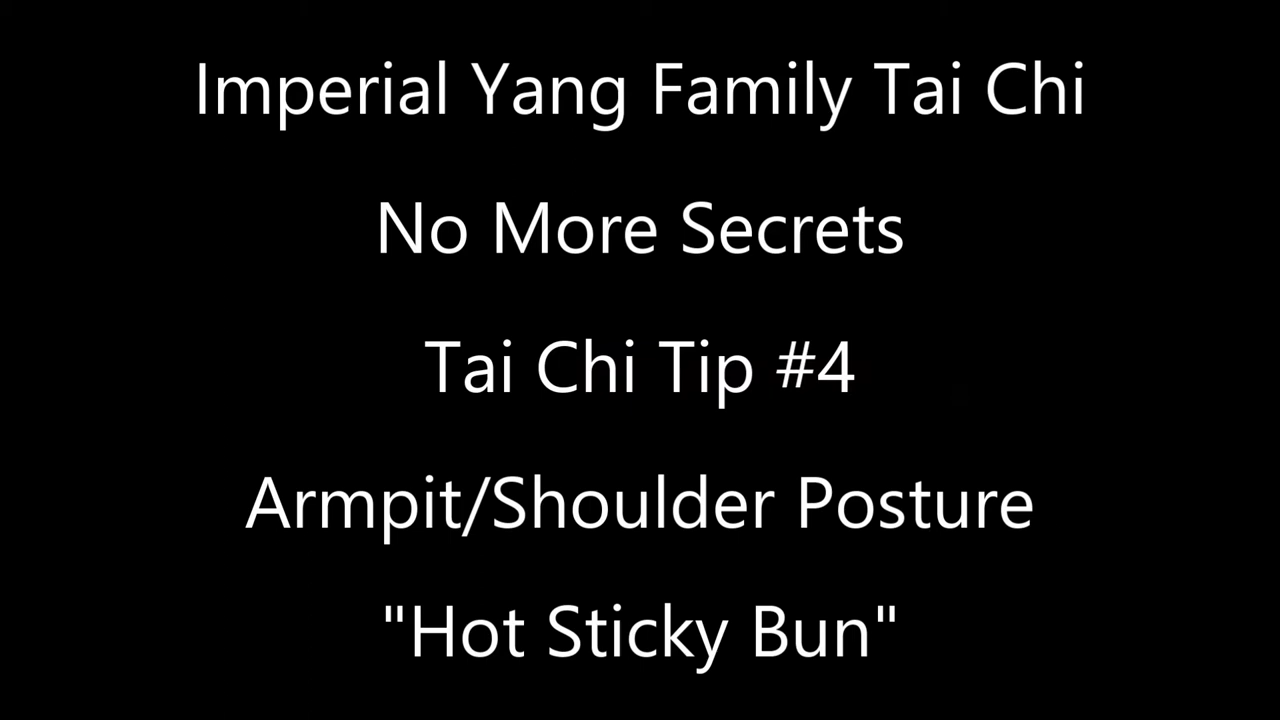 Imperial Yang Family Tai Chi
No More Secrets
Tai Chi Tip #4
Armpit/Shoulder Posture
"Hot Sticky Bun"